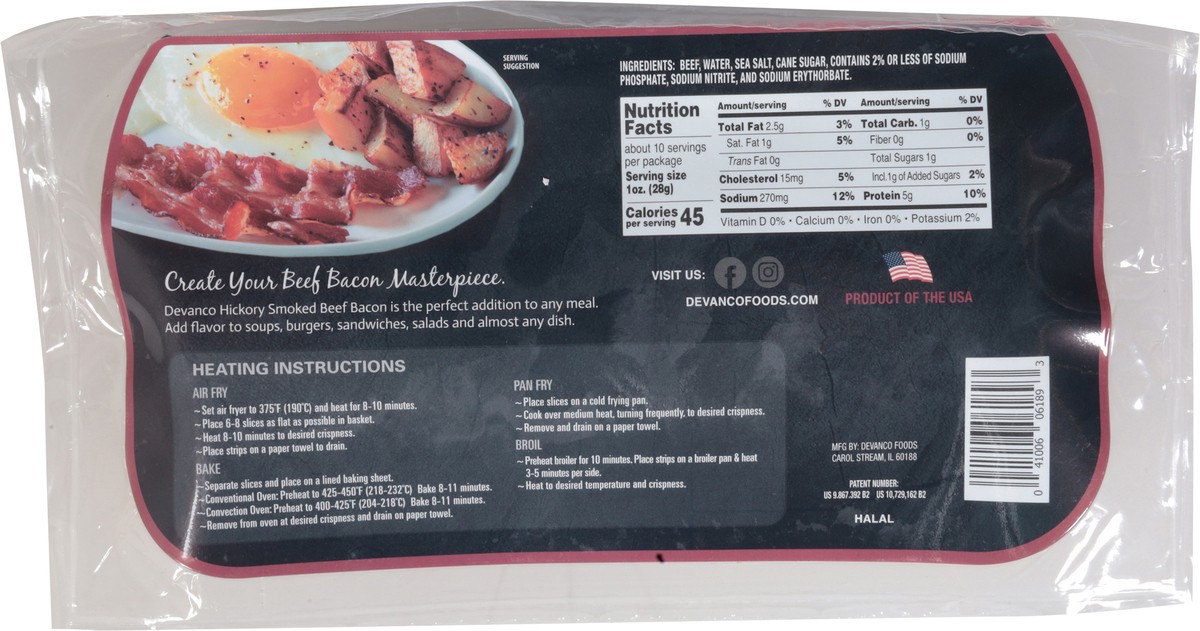 SERVING
SUGGESTION
INGREDIENTS: BEEF, WATER, SEA SALT, CANE SUGAR, CONTAINS 2% OR LESS OF SODIUM
PHOSPHATE, SODIUM NITRITE, AND SODIUM ERYTHORBATE.
Nutrition
Facts
about 10 servings
per package
Serving size
1oz. (28g)
Calories
per serving 45
Amount/serving % DV Amount/serving % DV
Total Fat 2.5g 3% Total Carb. 1g 0%
Sat. Fat 1g 5% Fiber 0g 0%
Trans Fat 0g Total Sugars 1g
Cholesterol 15mg 5% Incl. 1g of Added Sugars 2%
Sodium 270mg 12% Protein 5g 10%
Vitamin D 0% • Calcium 0% • Iron 0% • Potassium 2%
Create Your Beef Bacon Masterpiece.
Devanco Hickory Smoked Beef Bacon is the perfect addition to any meal.
Add flavor to soups, burgers, sandwiches, salads and almost any dish.
VISIT US:
DEVANCOFOODS.COM
PRODUCT OF THE USA
HEATING INSTRUCTIONS
AIR FRY
~Set air fryer to 375°F (190°C) and heat for 8-10 minutes.
~Place 6-8 slices as flat as possible in basket.
~Heat 8-10 minutes to desired crispness.
~Place strips on a paper towel to drain.
BAKE
~Separate slices and place on a lined baking sheet.
~Conventional Oven: Preheat to 425-450°F (218-232°C) Bake 8-11 minutes.
~Convection Oven: Preheat to 400-425°F (204-218°C) Bake 8-11 minutes.
~Remove from oven at desired crispness and drain on paper towel.
PAN FRY
~Place slices on a cold frying pan.
~Cook over medium heat, turning frequently, to desired crispness.
~Remove and drain on a paper towel.
BROIL
~Preheat broiler for 10 minutes. Place strips on a broiler pan & heat
3-5 minutes per side.
~Heat to desired temperature and crispness.
MFG BY: DEVANCO FOODS
CAROL STREAM, IL 60188
PATENT NUMBER:
US 9.867.392 B2 US 10,729,162 B2
HALAL
0 41006 06189 3